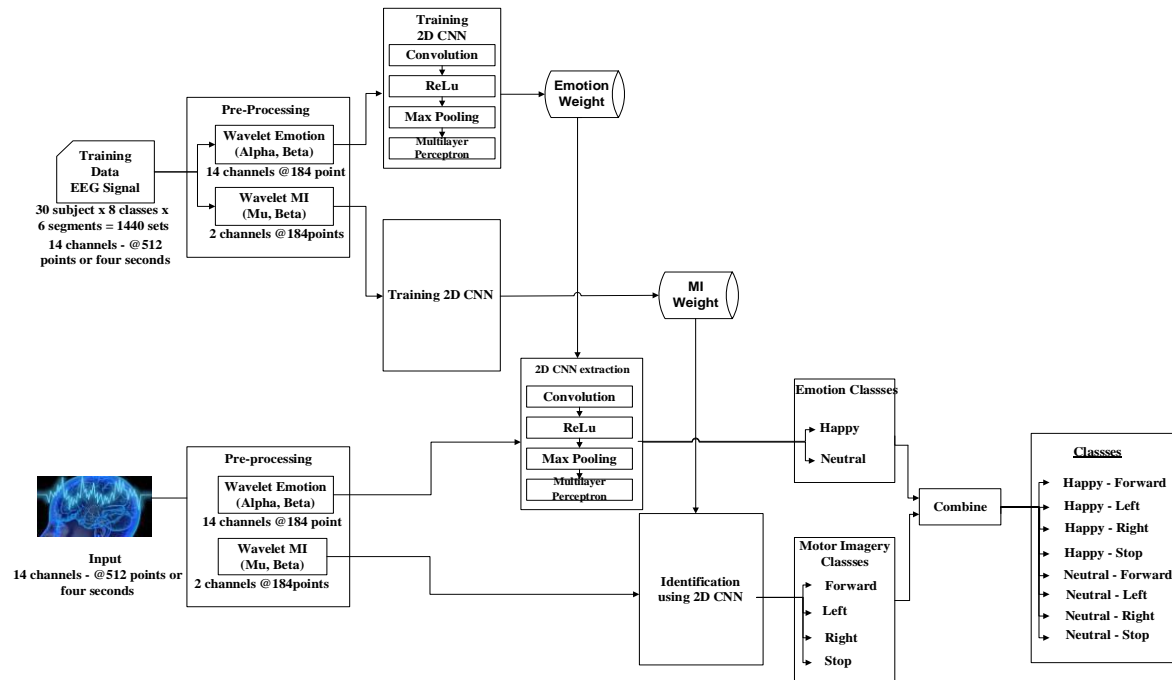 Training
2D CNN
Convolution
ReLu
Max Pooling
Multilayer
Perceptron
Emotion
Weight
Pre-Processing
Wavelet Emotion
(Alpha, Beta)
14 channels @184 point
Wavelet MI
(Mu, Beta)
2 channels @184points
Training
Data
EEG Signal
30 subject x 8 classes x
6 segments = 1440 sets
14 channels - @512
points or four seconds
Training 2D CNN
MI
Weight
2D CNN extraction
Convolution
ReLu
Max Pooling
Multilayer
Perceptron
Emotion Classses
Happy
Neutral
Pre-processing
Wavelet Emotion
(Alpha, Beta)
14 channels @184 point
Wavelet MI
(Mu, Beta)
2 channels @184points
Input
14 channels - @512 points or
four seconds
Identification
using 2D CNN
Motor Imagery
Classses
Forward
Left
Right
Stop
Combine
Classses
Happy - Forward
Happy - Left
Happy - Right
Happy - Stop
Neutral - Forward
Neutral - Left
Neutral - Right
Neutral - Stop